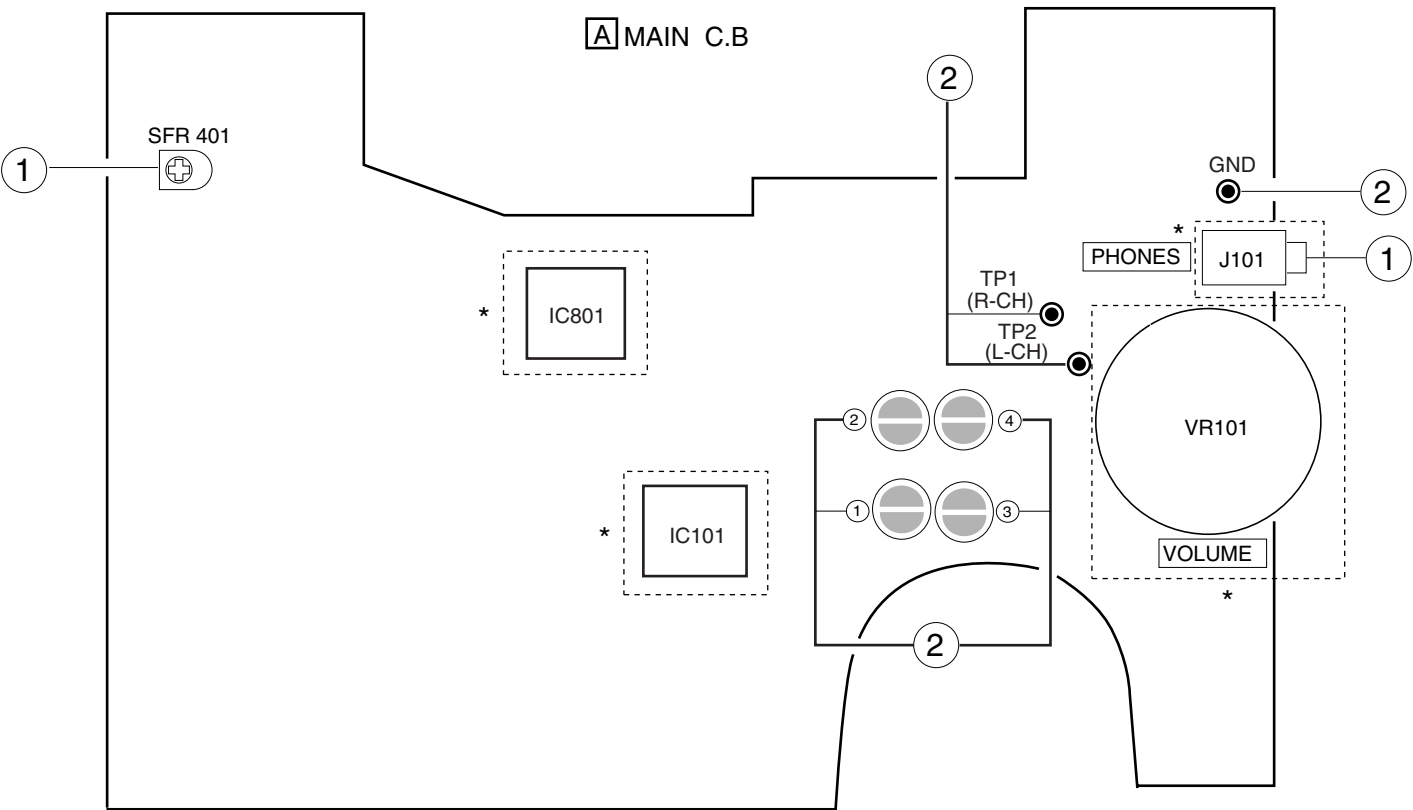 A MAIN C.B
2
SFR 401
1
GND
2
*
PHONES
J101
1
TP1
(R-CH)
*
IC801
TP2
(L-CH)
2
4
VR101
1
3
*
IC101
VOLUME
*
2